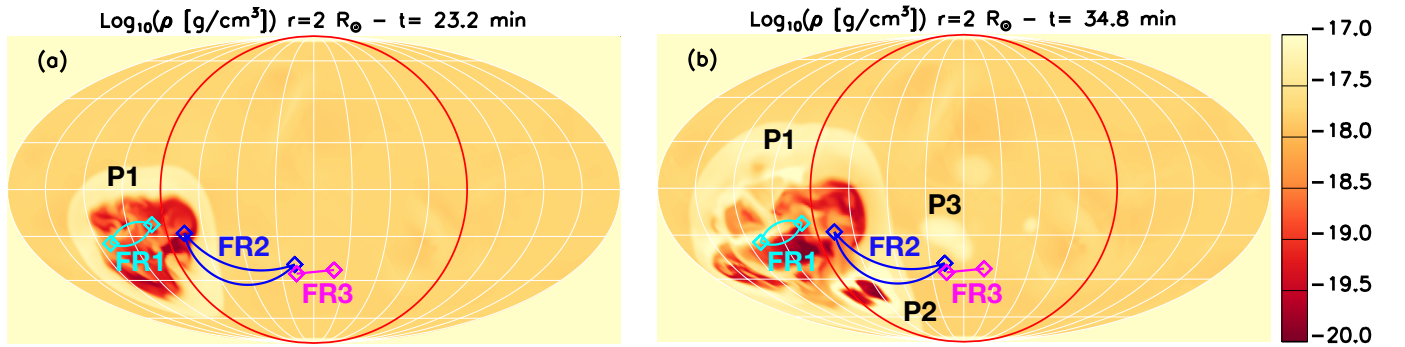 Log₁₀(ρ [g/cm³]) r=2 R☉ − t= 23.2 min
(a)
P1
FR1
FR2
FR3
Log₁₀(ρ [g/cm³]) r=2 R☉ − t= 34.8 min
(b)
P1
P3
FR1
FR2
FR3
P2
−17.0
−17.5
−18.0
−18.5
−19.0
−19.5
−20.0